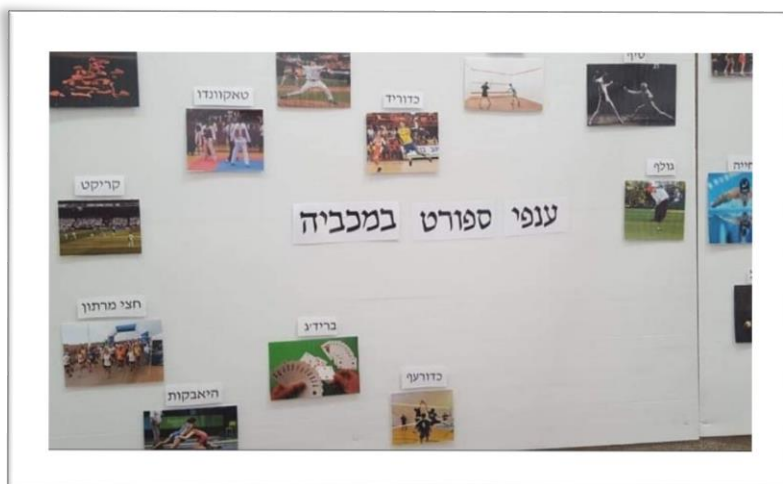 סיף
טאקוונדו
כדוריד
גולף
קריקט
ענפי ספורט במכביה
חצי מרתון
ברידג
כדורעף
היאבקות